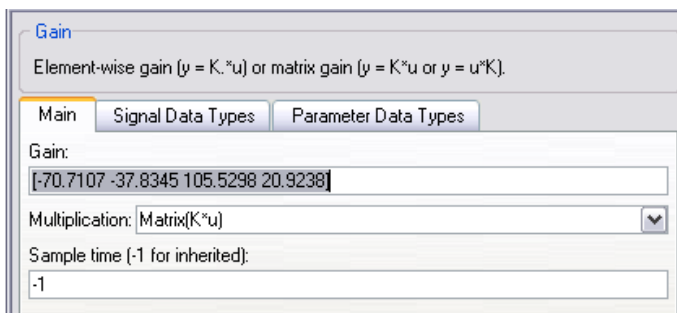 Gain
Element-wise gain (y = K.*u) or matrix gain (y = K*u or y = u*K).
Main Signal Data Types Parameter Data Types
Gain:
[-70.7107 -37.8345 105.5298 20.9238]
Multiplication: Matrix(K*u)
Sample time (-1 for inherited):
-1